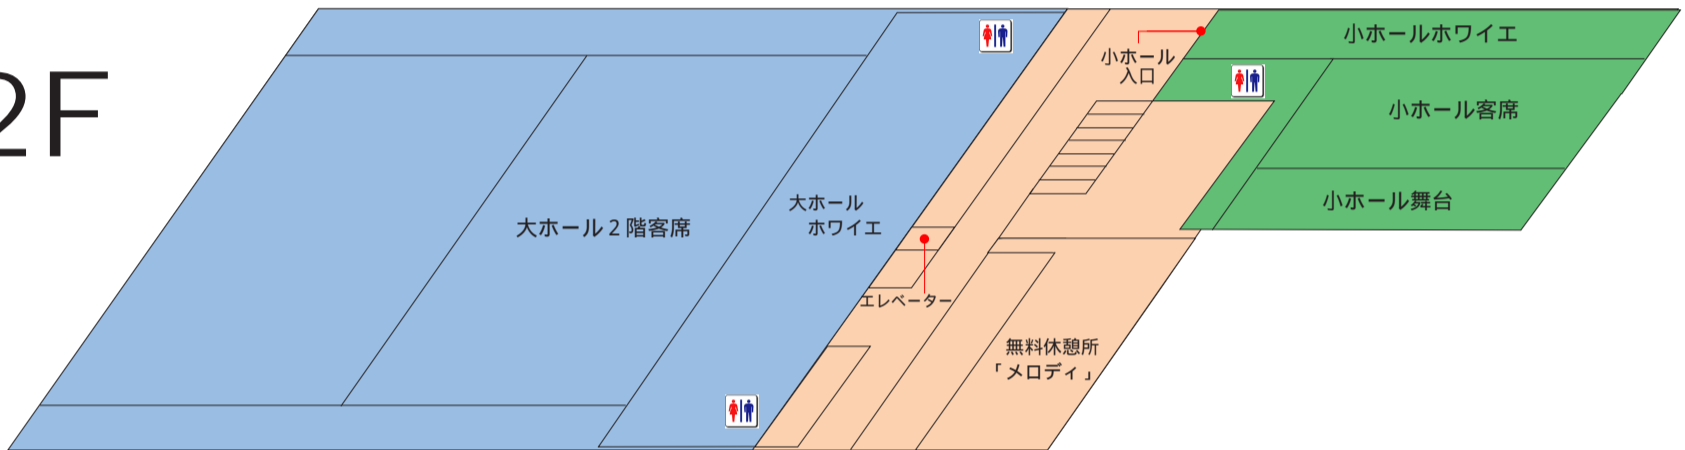 2F
小ホールホワイエ
小ホール
入口
小ホール客席
小ホール舞台
大ホール
ホワイエ
大ホール2階客席
エレベーター
無料休憩所
「メロディ」